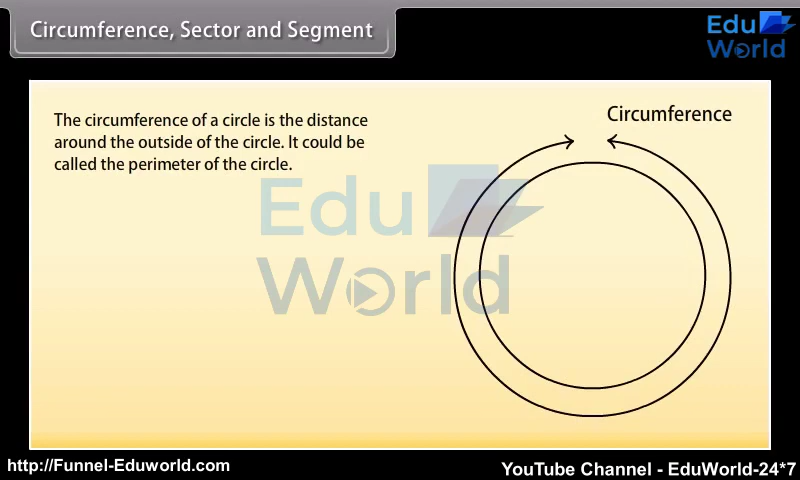 Circumference, Sector and Segment
Edu
World
The circumference of a circle is the distance
around the outside of the circle. It could be
called the perimeter of the circle.
Circumference
Edu
World
http://Funnel-Eduworld.com
YouTube Channel - EduWorld-24*7